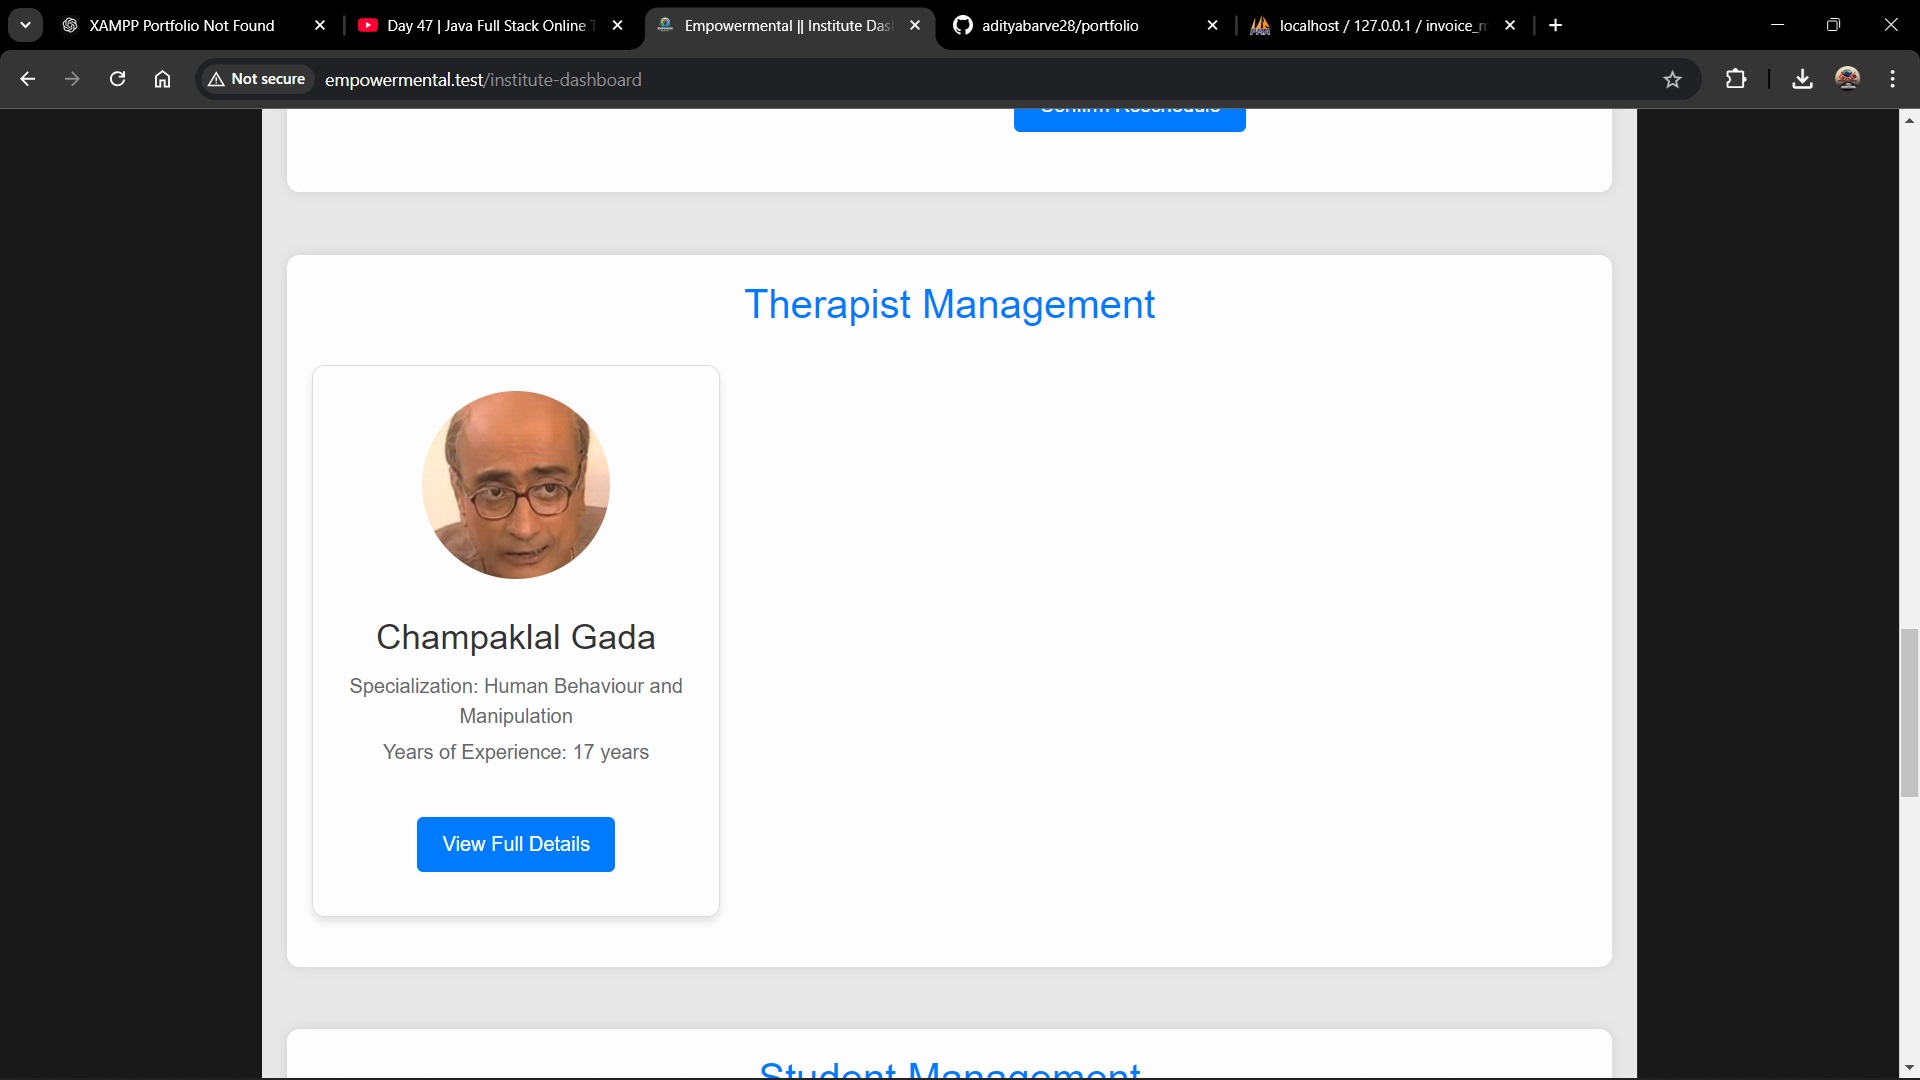 XAMPP Portfolio Not Found
Day 47 | Java Full Stack Online
Empowermental || Institute Das
adityabarve28/portfolio
localhost / 127.0.0.1 / invoice_m
Not secure
empowermental.test/institute-dashboard
Confirm Reschedule
Therapist Management
Champaklal Gada
Specialization: Human Behaviour and
Manipulation
Years of Experience: 17 years
View Full Details
Student Management